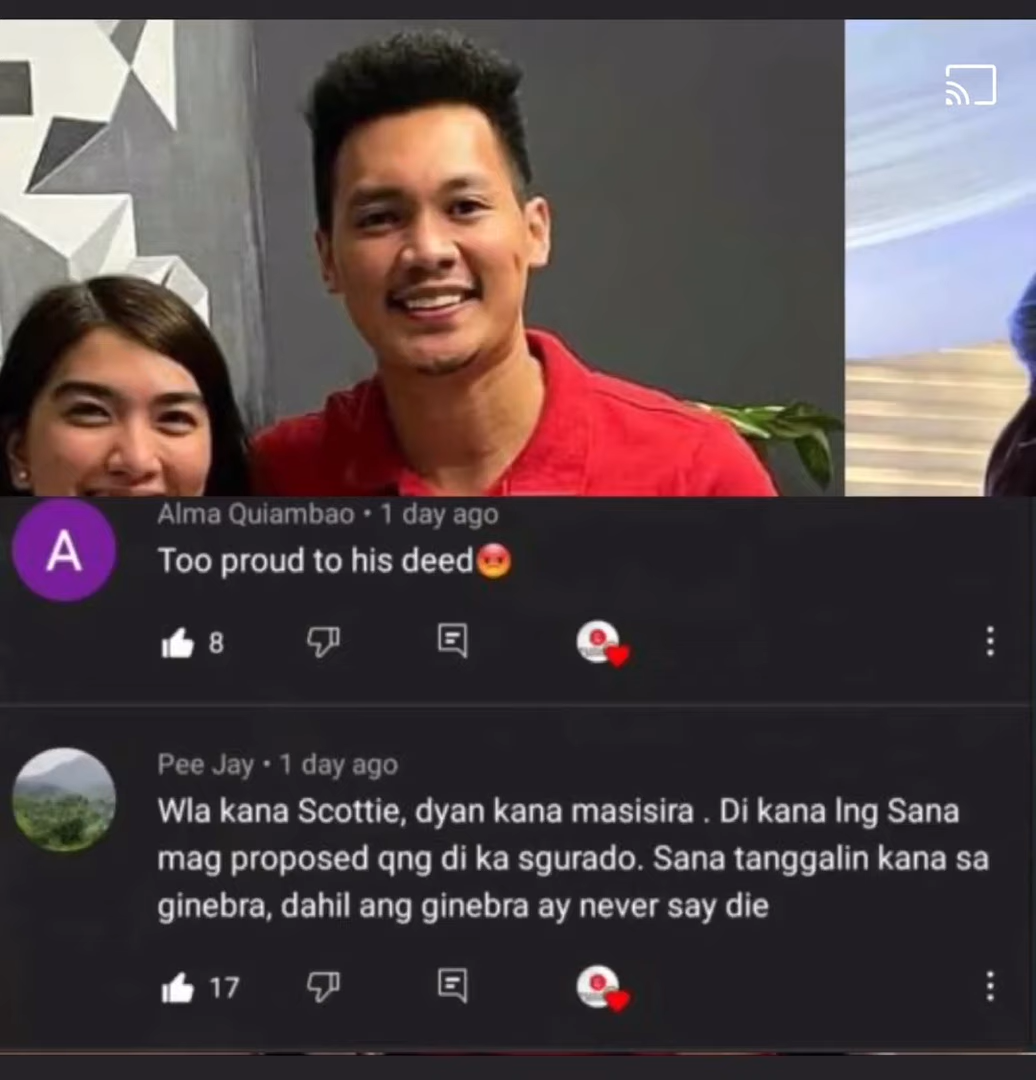 Alma Quiambao • 1 day ago
A
Too proud to his deed😡
8
Pee Jay • 1 day ago
Wla kana Scottie, dyan kana masisira . Di kana lng Sana
mag proposed qng di ka sgurado. Sana tanggalin kana sa
ginebra, dahil ang ginebra ay never say die
17